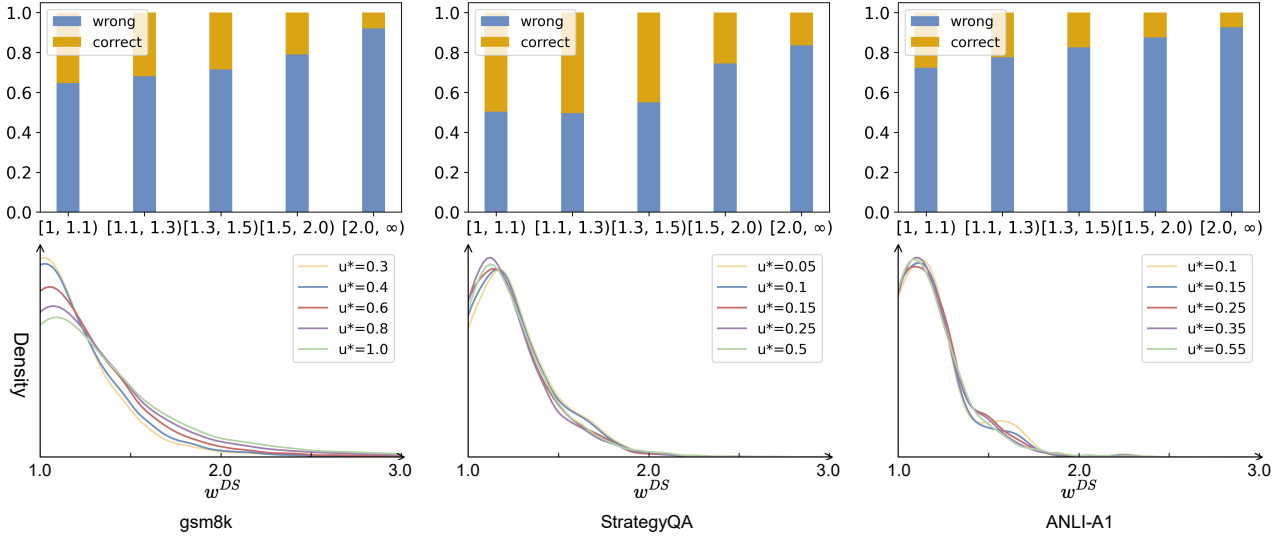 1.0
0.8
0.6
0.4
0.2
0.0
wrong
correct
[1, 1.1) [1.1, 1.3) [1.3, 1.5) [1.5, 2.0) [2.0, ∞)
1.0
0.8
0.6
0.4
0.2
0.0
wrong
correct
[1, 1.1) [1.1, 1.3) [1.3, 1.5) [1.5, 2.0) [2.0, ∞)
1.0
0.8
0.6
0.4
0.2
0.0
wrong
correct
[1, 1.1) [1.1, 1.3) [1.3, 1.5) [1.5, 2.0) [2.0, ∞)
Density
u*=0.3
u*=0.4
u*=0.6
u*=0.8
u*=1.0
1.0 2.0 3.0
w^DS
gsm8k
u*=0.05
u*=0.1
u*=0.15
u*=0.25
u*=0.5
1.0 2.0 3.0
w^DS
StrategyQA
u*=0.1
u*=0.15
u*=0.25
u*=0.35
u*=0.55
1.0 2.0 3.0
w^DS
ANLI-A1